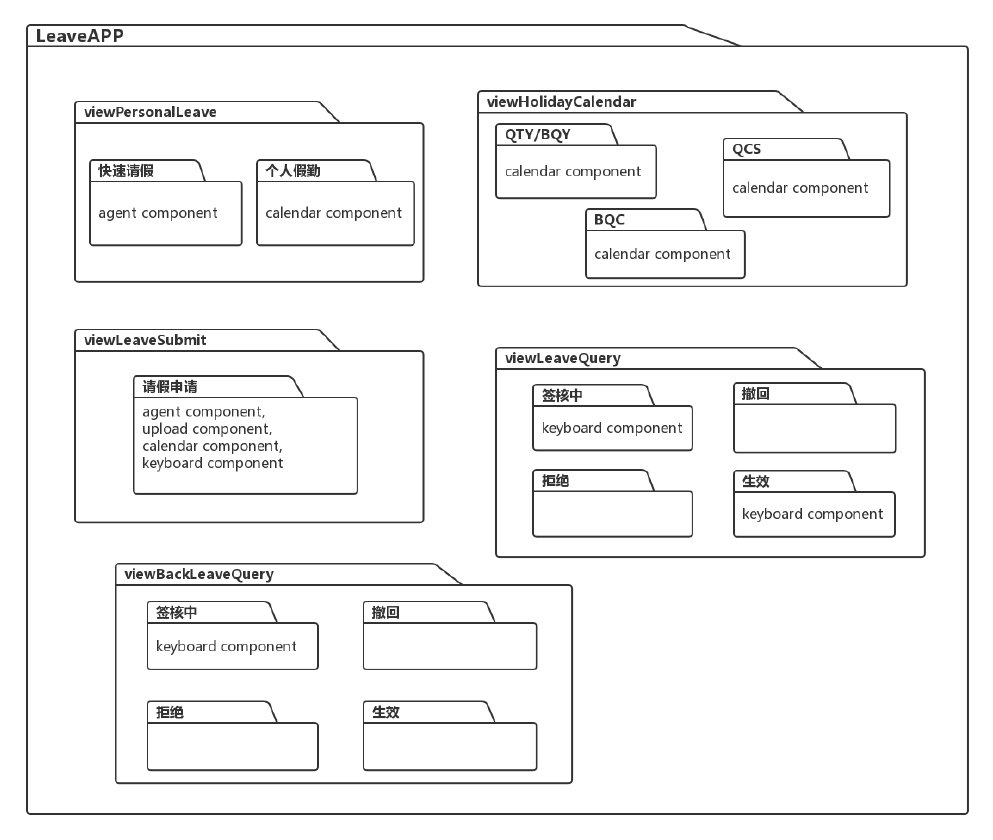 LeaveAPP
viewPersonalLeave
快速请假
agent component
个人假勤
calendar component
viewHolidayCalendar
QTY/BQY
calendar component
QCS
calendar component
BQC
calendar component
viewLeaveSubmit
请假申请
agent component,
upload component,
calendar component,
keyboard component
viewLeaveQuery
签核中
keyboard component
撤回
拒绝
生效
keyboard component
viewBackLeaveQuery
签核中
keyboard component
撤回
拒绝
生效